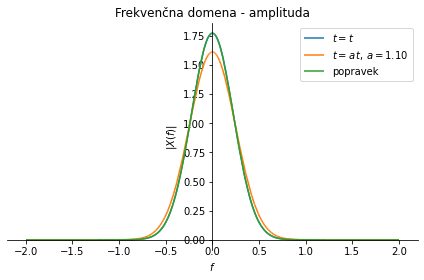 Frekvenčna domena - amplituda
t = t
t = a t, a = 1.10
popravek
1.75
1.50
1.25
1.00
|X(f)|
0.75
0.50
0.25
0.00
−2.0 −1.5 −1.0 −0.5 0.0 0.5 1.0 1.5 2.0
f